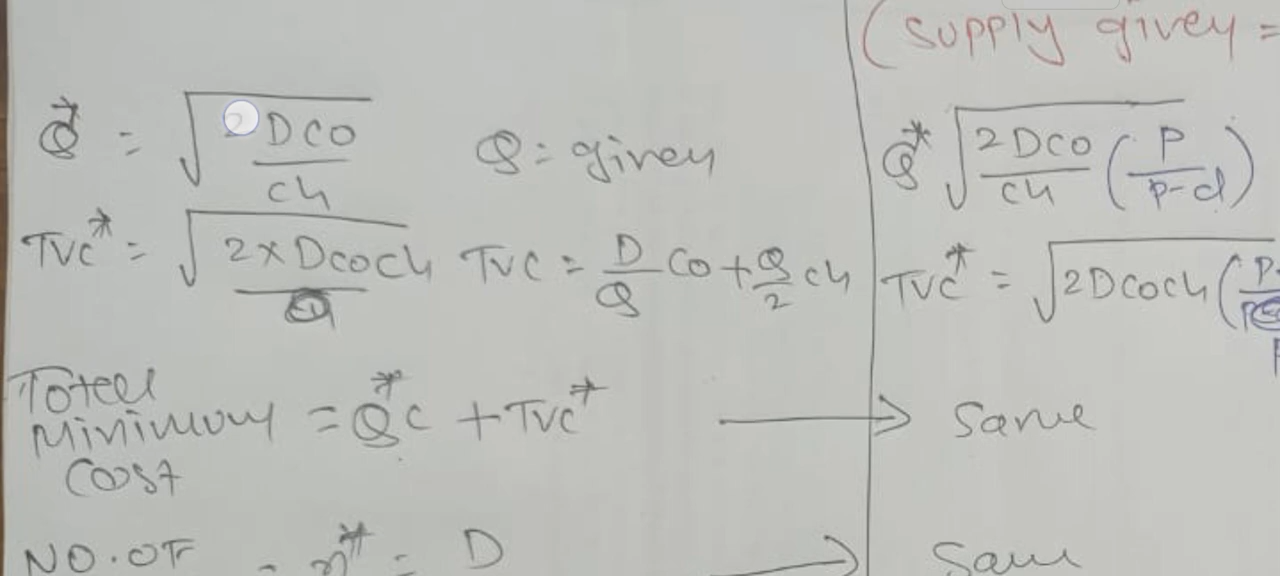 Q* = √(2DCO / Ch)
Q = given
TVC* = √(2×DCOCh)
TVC = D/Q CO + Q/2 Ch
Total
Minimum = Q*C + TVC* → Same
Cost
NO. OF = n* = D → Same
(Supply given =
Q* √(2DCO / Ch (P / P-d))
TVC* = √(2DCOCh (P